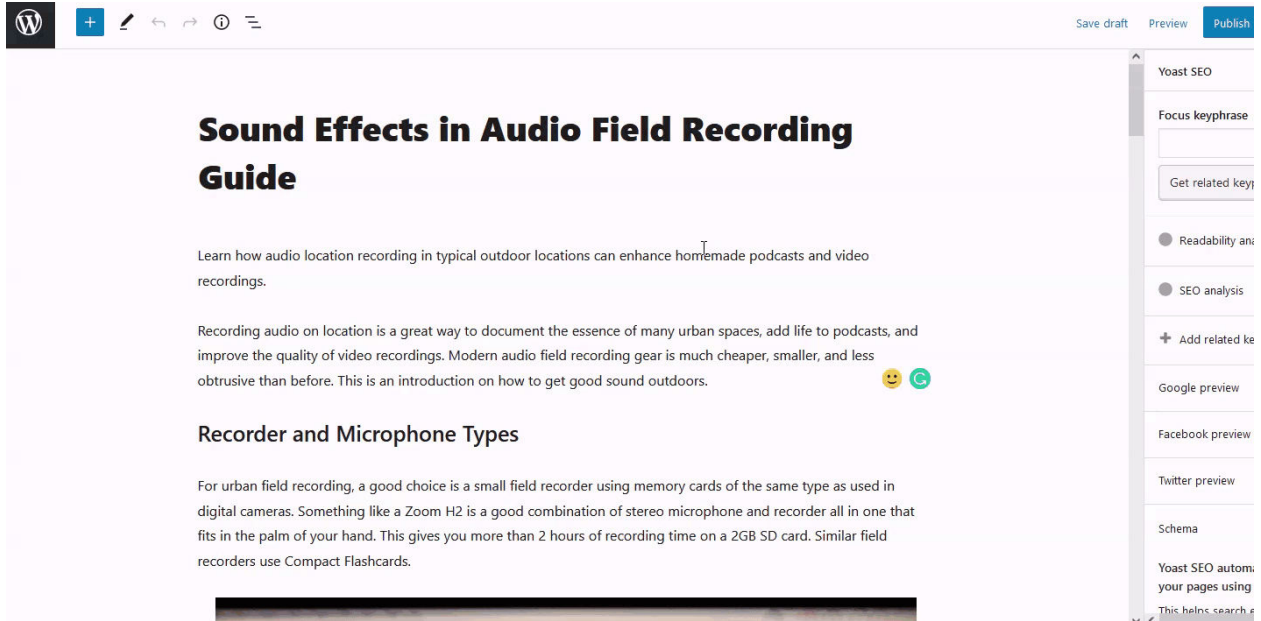 Save draft Preview Publish
Yoast SEO
Focus keyphrase
Sound Effects in Audio Field Recording
Guide
Get related keyp
Learn how audio location recording in typical outdoor locations can enhance homemade podcasts and video
recordings.
Readability ana
SEO analysis
Recording audio on location is a great way to document the essence of many urban spaces, add life to podcasts, and
improve the quality of video recordings. Modern audio field recording gear is much cheaper, smaller, and less
obtrusive than before. This is an introduction on how to get good sound outdoors.
Add related ke
Google preview
Recorder and Microphone Types
Facebook preview
For urban field recording, a good choice is a small field recorder using memory cards of the same type as used in
digital cameras. Something like a Zoom H2 is a good combination of stereo microphone and recorder all in one that
fits in the palm of your hand. This gives you more than 2 hours of recording time on a 2GB SD card. Similar field
recorders use Compact Flashcards.
Twitter preview
Schema
Yoast SEO automa
your pages using
This helps search e